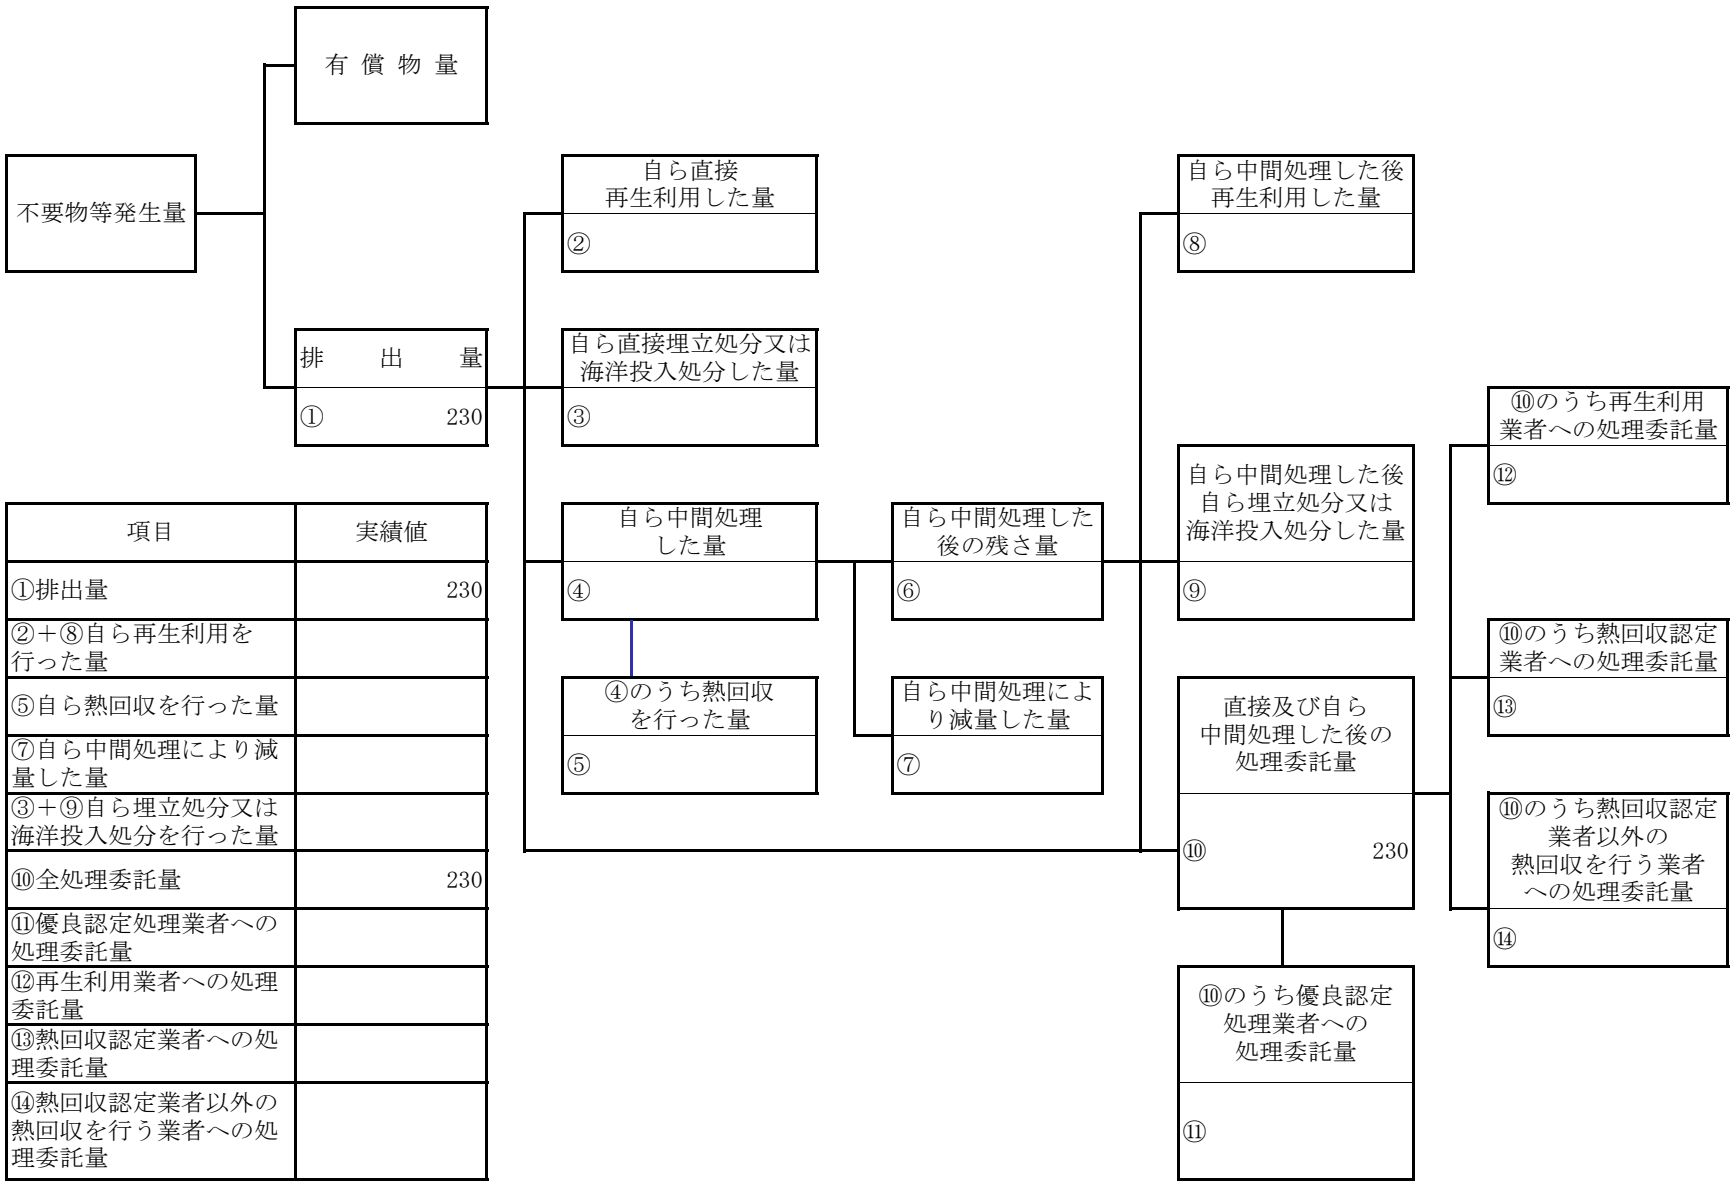 有償物量
不要物等発生量
排出量
① 230
自ら直接
再生利用した量
②
自ら直接埋立処分又は
海洋投入処分した量
③
自ら中間処理
した量
④
④のうち熱回収
を行った量
⑤
自ら中間処理した
後の残さ量
⑥
自ら中間処理によ
り減量した量
⑦
自ら中間処理した後
再生利用した量
⑧
自ら中間処理した後
自ら埋立処分又は
海洋投入処分した量
⑨
直接及び自ら
中間処理した後の
処理委託量
⑩ 230
⑩のうち優良認定
処理業者への
処理委託量
⑪
⑩のうち再生利用
業者への処理委託量
⑫
⑩のうち熱回収認定
業者への処理委託量
⑬
⑩のうち熱回収認定
業者以外の
熱回収を行う業者
への処理委託量
⑭
項目 実績値
①排出量 230
②+⑧自ら再生利用を
行った量
⑤自ら熱回収を行った量
⑦自ら中間処理により減
量した量
③+⑨自ら埋立処分又は
海洋投入処分を行った量
⑩全処理委託量 230
⑪優良認定処理業者への
処理委託量
⑫再生利用業者への処理
委託量
⑬熱回収認定業者への処
理委託量
⑭熱回収認定業者以外の
熱回収を行う業者への処
理委託量